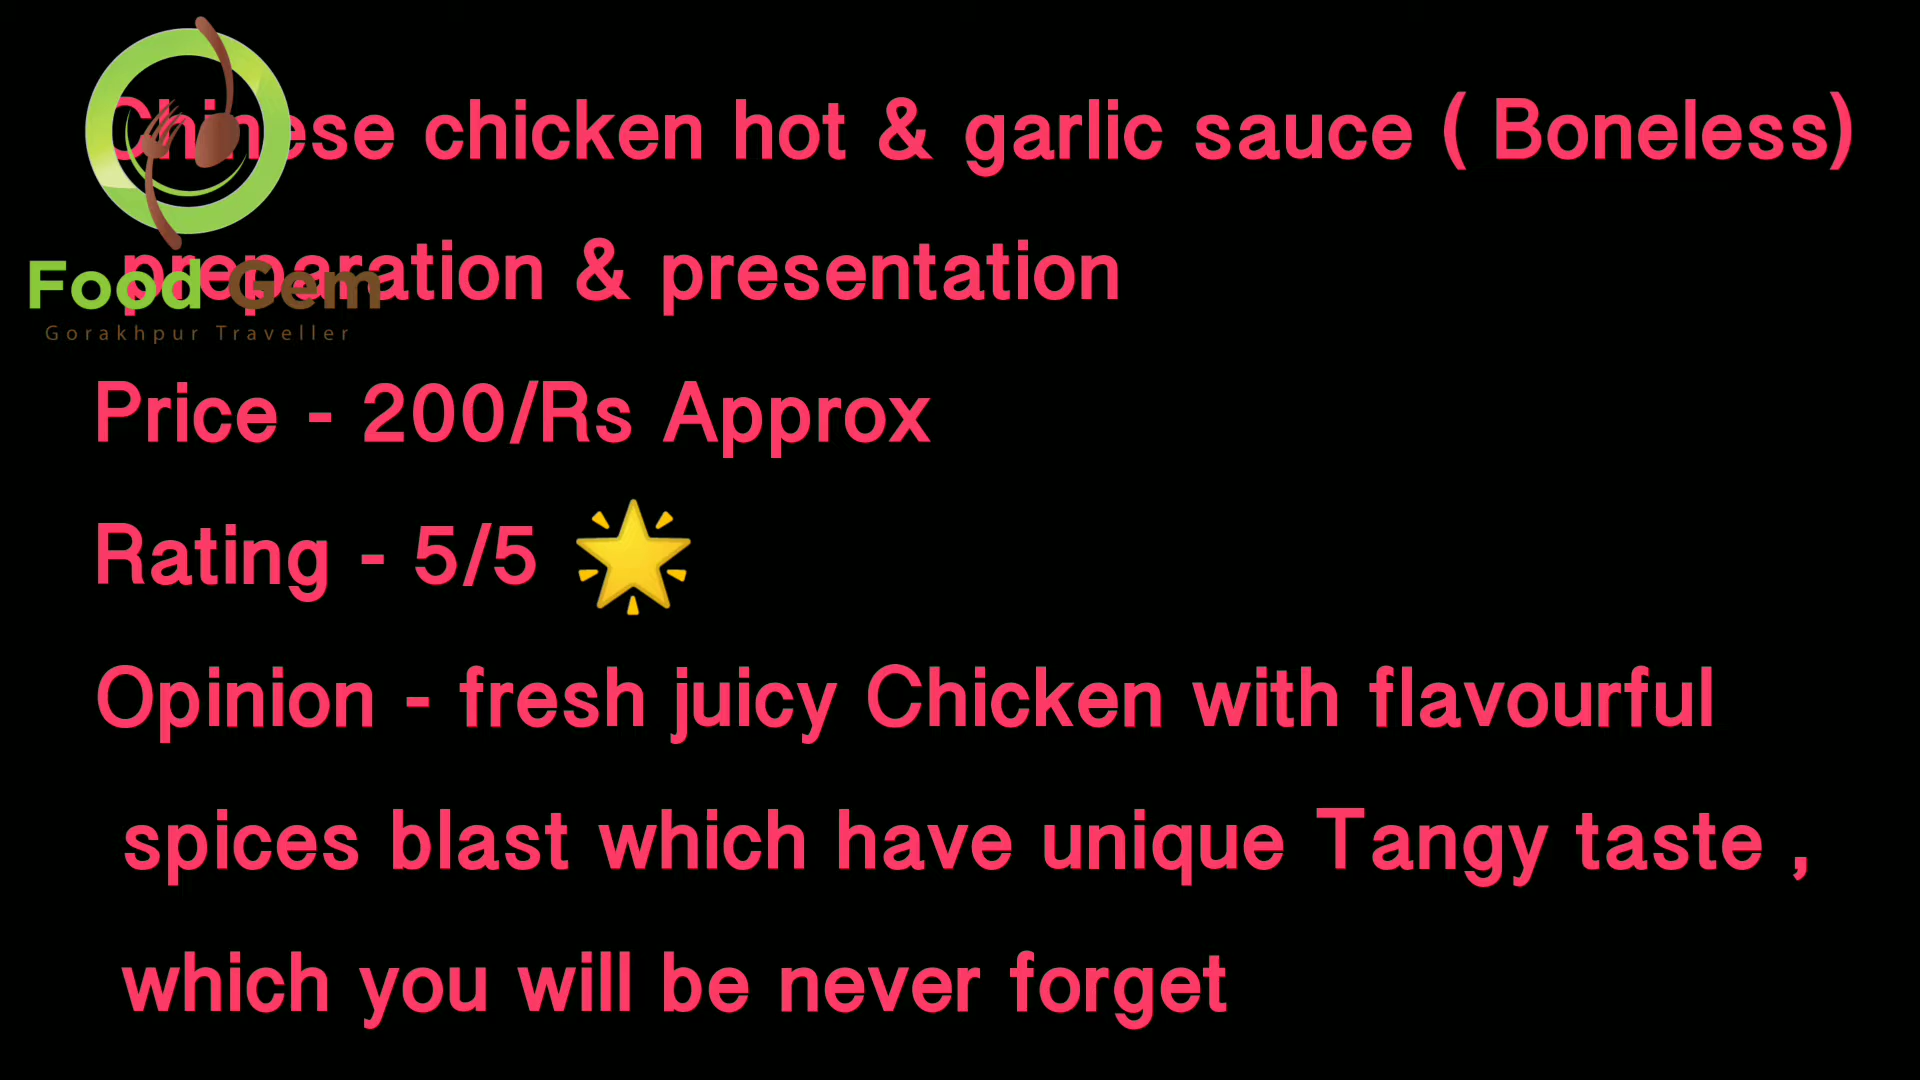 Chinese chicken hot & garlic sauce ( Boneless)
preparation & presentation
Food Gem
Gorakhpur Traveller
Price - 200/Rs Approx
Rating - 5/5 🌟
Opinion - fresh juicy Chicken with flavourful
spices blast which have unique Tangy taste ,
which you will be never forget